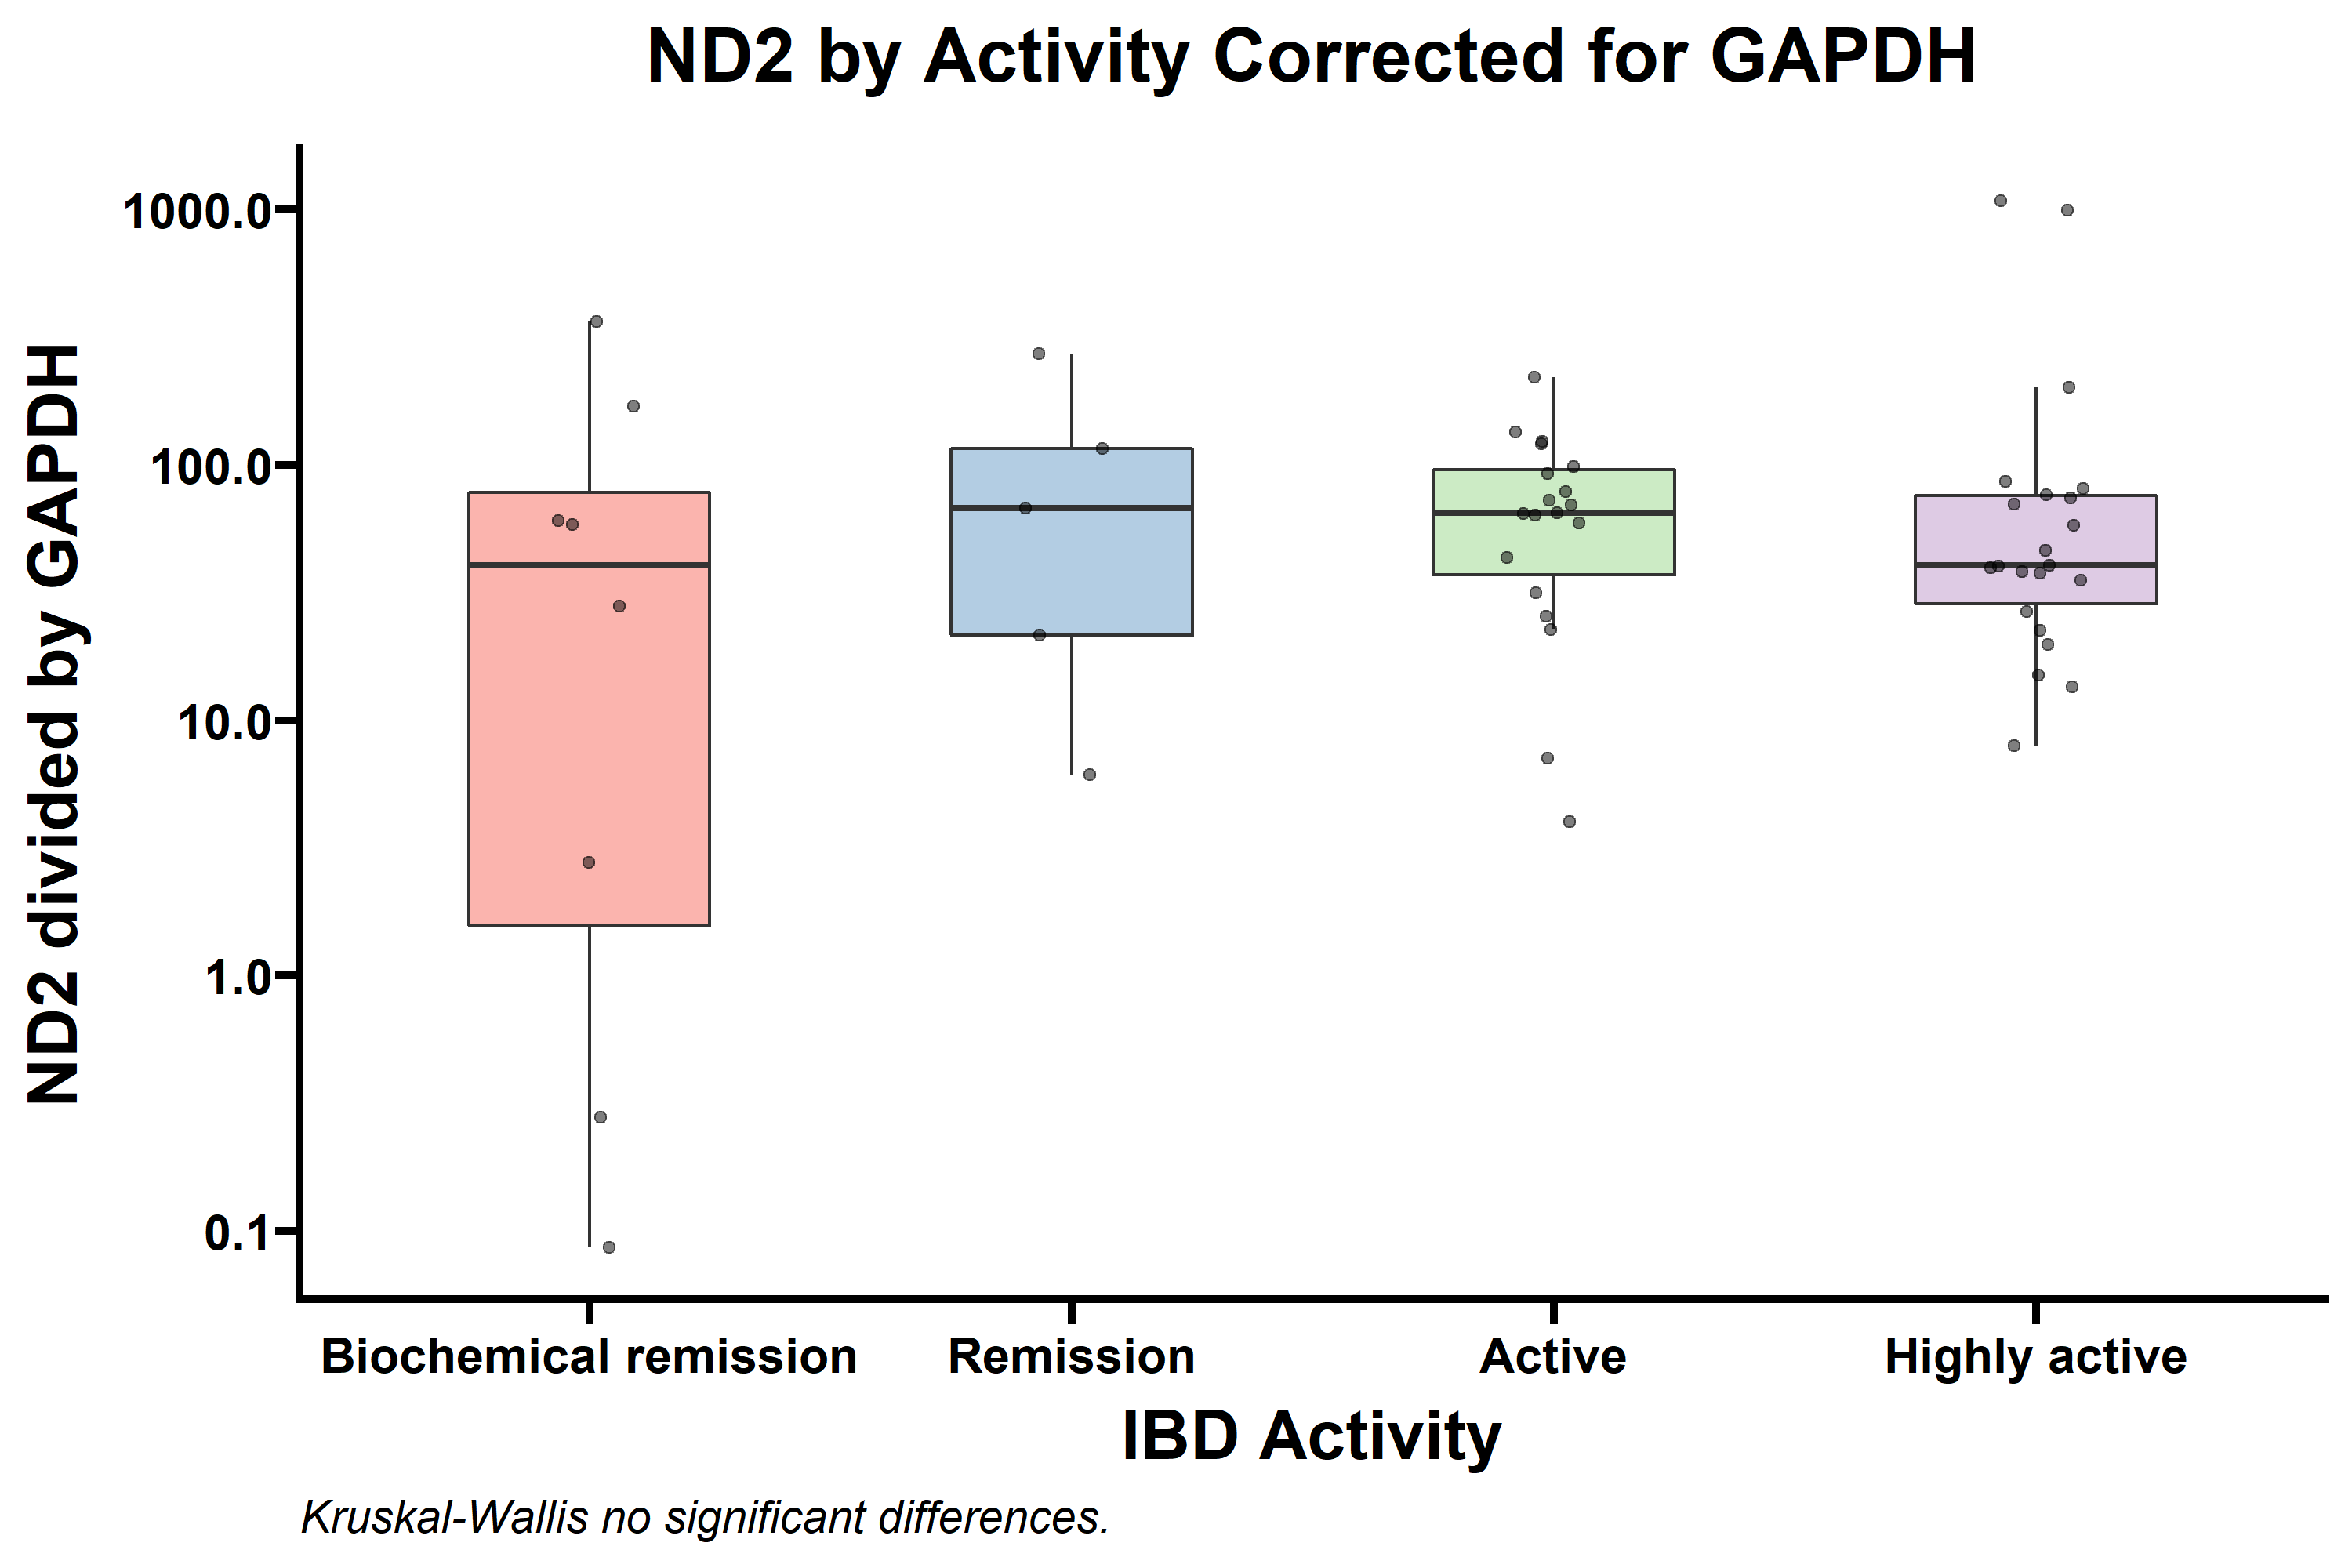 ND2 by Activity Corrected for GAPDH
ND2 divided by GAPDH
1000.0
100.0
10.0
1.0
0.1
Biochemical remission
Remission
Active
Highly active
IBD Activity
Kruskal-Wallis no significant differences.